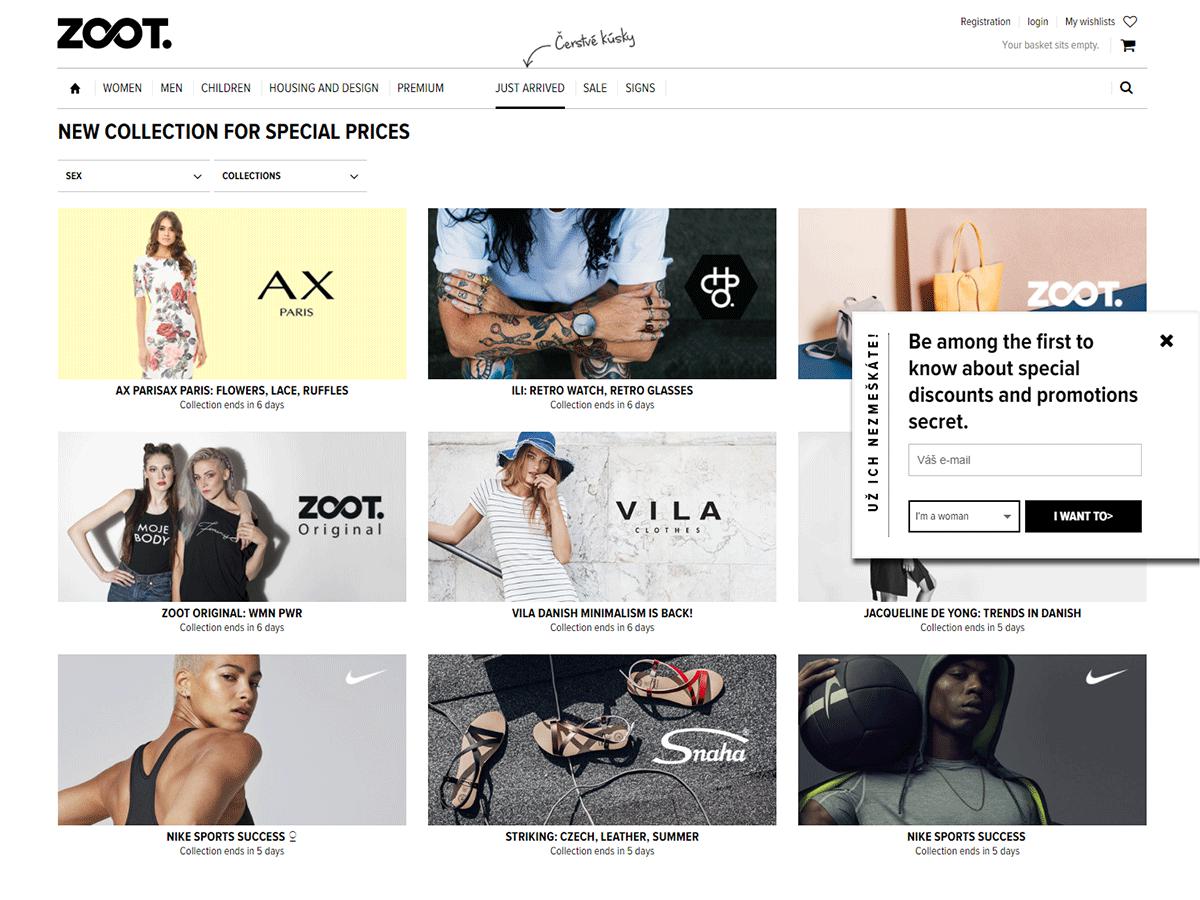 ZOOT.
Čerstvé kúsky
Registration
login
My wishlists
Your basket sits empty.
WOMEN
MEN
CHILDREN
HOUSING AND DESIGN
PREMIUM
JUST ARRIVED
SALE
SIGNS
NEW COLLECTION FOR SPECIAL PRICES
SEX
COLLECTIONS
AX
PARIS
AX PARISAX PARIS: FLOWERS, LACE, RUFFLES
Collection ends in 6 days
ILI: RETRO WATCH, RETRO GLASSES
Collection ends in 6 days
ZOOT.
UŽ ICH NEZMEŠKÁTE!
Be among the first to
know about special
discounts and promotions
secret.
Váš e-mail
I'm a woman
I WANT TO>
MOJE
BODY
ZOOT.
Original
ZOOT ORIGINAL: WMN PWR
Collection ends in 6 days
VILA
CLOTHES
VILA DANISH MINIMALISM IS BACK!
Collection ends in 6 days
JACQUELINE DE YONG: TRENDS IN DANISH
Collection ends in 5 days
NIKE SPORTS SUCCESS
Collection ends in 5 days
Snaha
STRIKING: CZECH, LEATHER, SUMMER
Collection ends in 5 days
NIKE SPORTS SUCCESS
Collection ends in 5 days